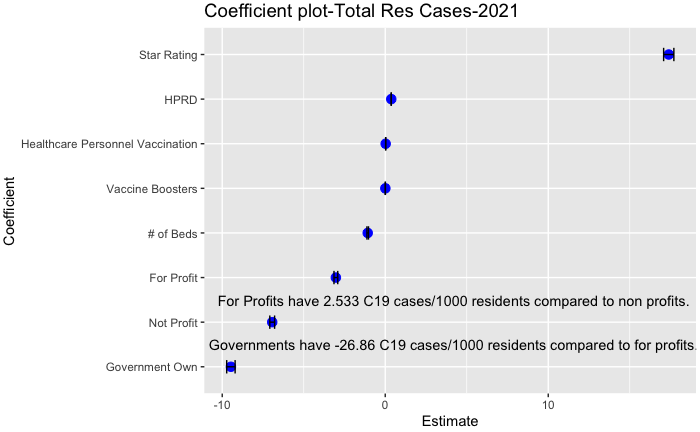 Coefficient plot-Total Res Cases-2021
Star Rating
HPRD
Healthcare Personnel Vaccination
Vaccine Boosters
# of Beds
For Profit
For Profits have 2.533 C19 cases/1000 residents compared to non profits.
Not Profit
Governments have -26.86 C19 cases/1000 residents compared to for profits.
Government Own
Coefficient
-10 0 10
Estimate